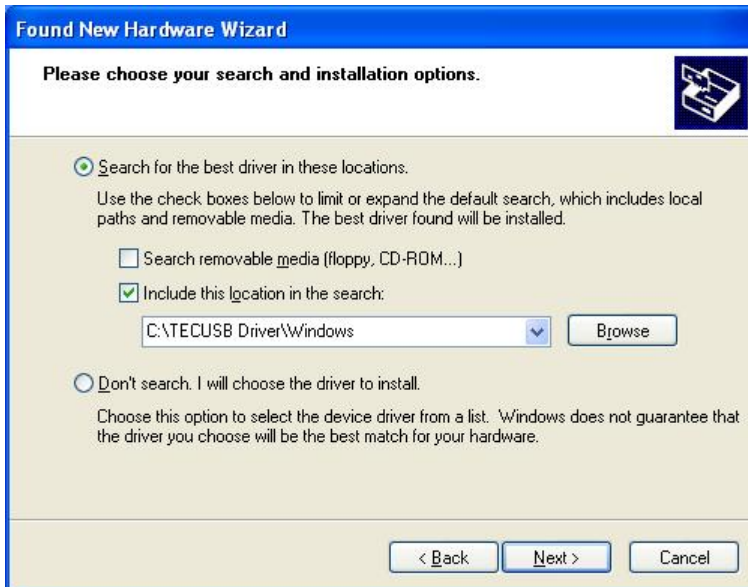 Found New Hardware Wizard
Please choose your search and installation options.
Search for the best driver in these locations.
Use the check boxes below to limit or expand the default search, which includes local
paths and removable media. The best driver found will be installed.
Search removable media (floppy, CD-ROM...)
Include this location in the search:
C:\TECUSB Driver\Windows
Browse
Don't search. I will choose the driver to install.
Choose this option to select the device driver from a list. Windows does not guarantee that
the driver you choose will be the best match for your hardware.
< Back Next > Cancel